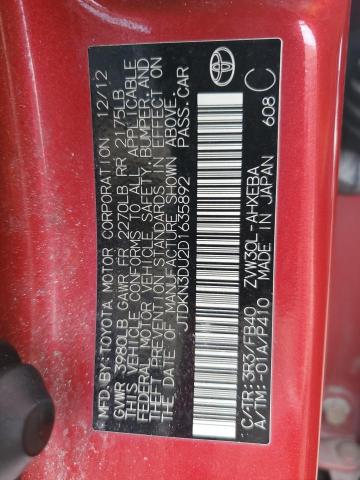 MFD.BY:TOYOTA MOTOR CORPORATION 12/12
GVWR 3980LB GAWR FR 2270LB RR 2175LB
THIS VEHICLE CONFORMS TO ALL APPLICABLE
FEDERAL MOTOR VEHICLE SAFETY, BUMPER, AND
THEFT PREVENTION STANDARDS IN EFFECT ON
THE DATE OF MANUFACTURE SHOWN ABOVE.
JTDKN3DU2D1635892 PASS.CAR
C/TR:3R3/FB40 ZVW30L-AHXEBA
A/TM:-01A/P410 MADE IN JAPAN 608
C
TOYOTA